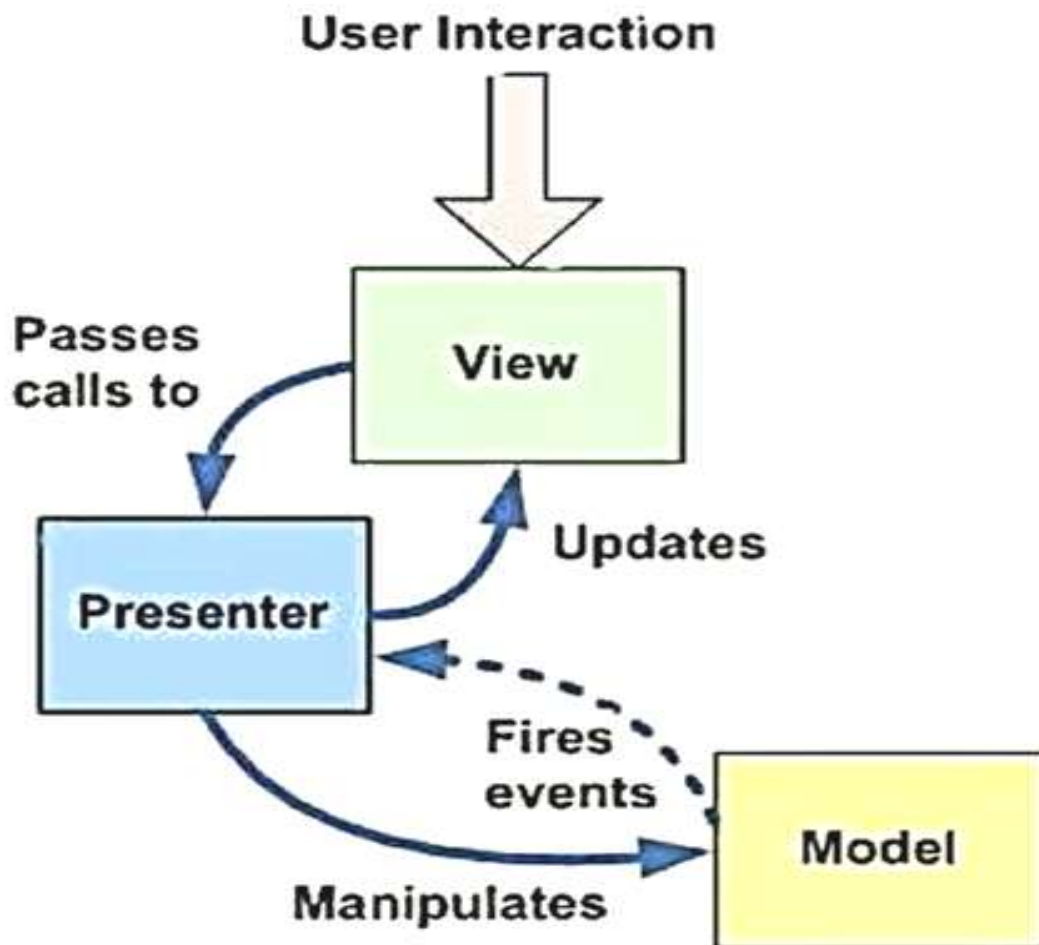 User Interaction
Passes
calls to
View
Updates
Presenter
Fires
events
Model
Manipulates